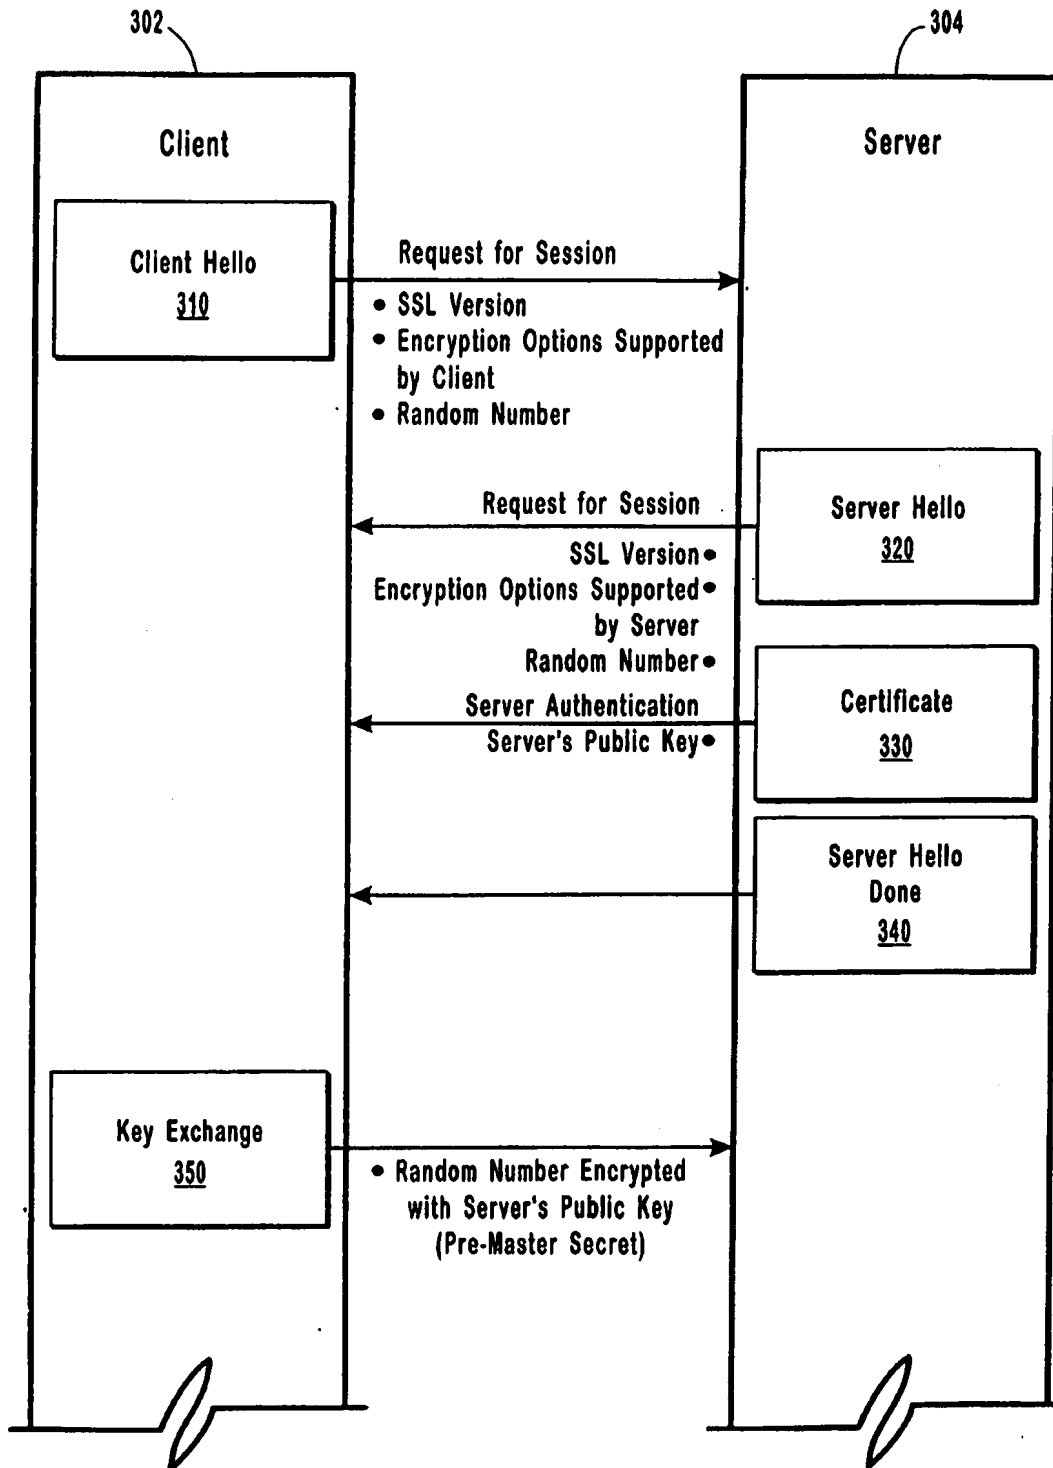 302
304
Client
Server
Client Hello
310
Request for Session
• SSL Version
• Encryption Options Supported
by Client
• Random Number
Server Hello
320
Request for Session
SSL Version •
Encryption Options Supported •
by Server
Random Number •
Certificate
330
Server Authentication
Server's Public Key •
Server Hello
Done
340
Key Exchange
350
• Random Number Encrypted
with Server's Public Key
(Pre-Master Secret)